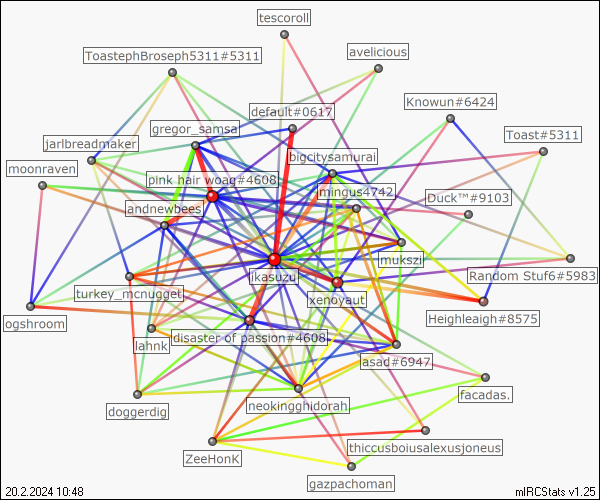 tescoroll
ToastephBroseph5311#5311
avelicious
Knowun#6424
default#0617
gregor_samsa
Toast#5311
jarlbreadmaker
bigcitysamurai
moonraven
pink hair woag#4608
mingus4742
Duck™#9103
andnewbees
mukszi
ikasuzu
Random Stuf6#5983
turkey_mcnugget
xenoyaut
Heighleaigh#8575
ogshroom
lahnk
disaster of passion#4608
asad#6947
facadas.
doggerdig
neokingghidorah
thiccusboiusalexusjoneus
ZeeHonK
gazpachoman
20.2.2024 10:48
mIRCStats v1.25